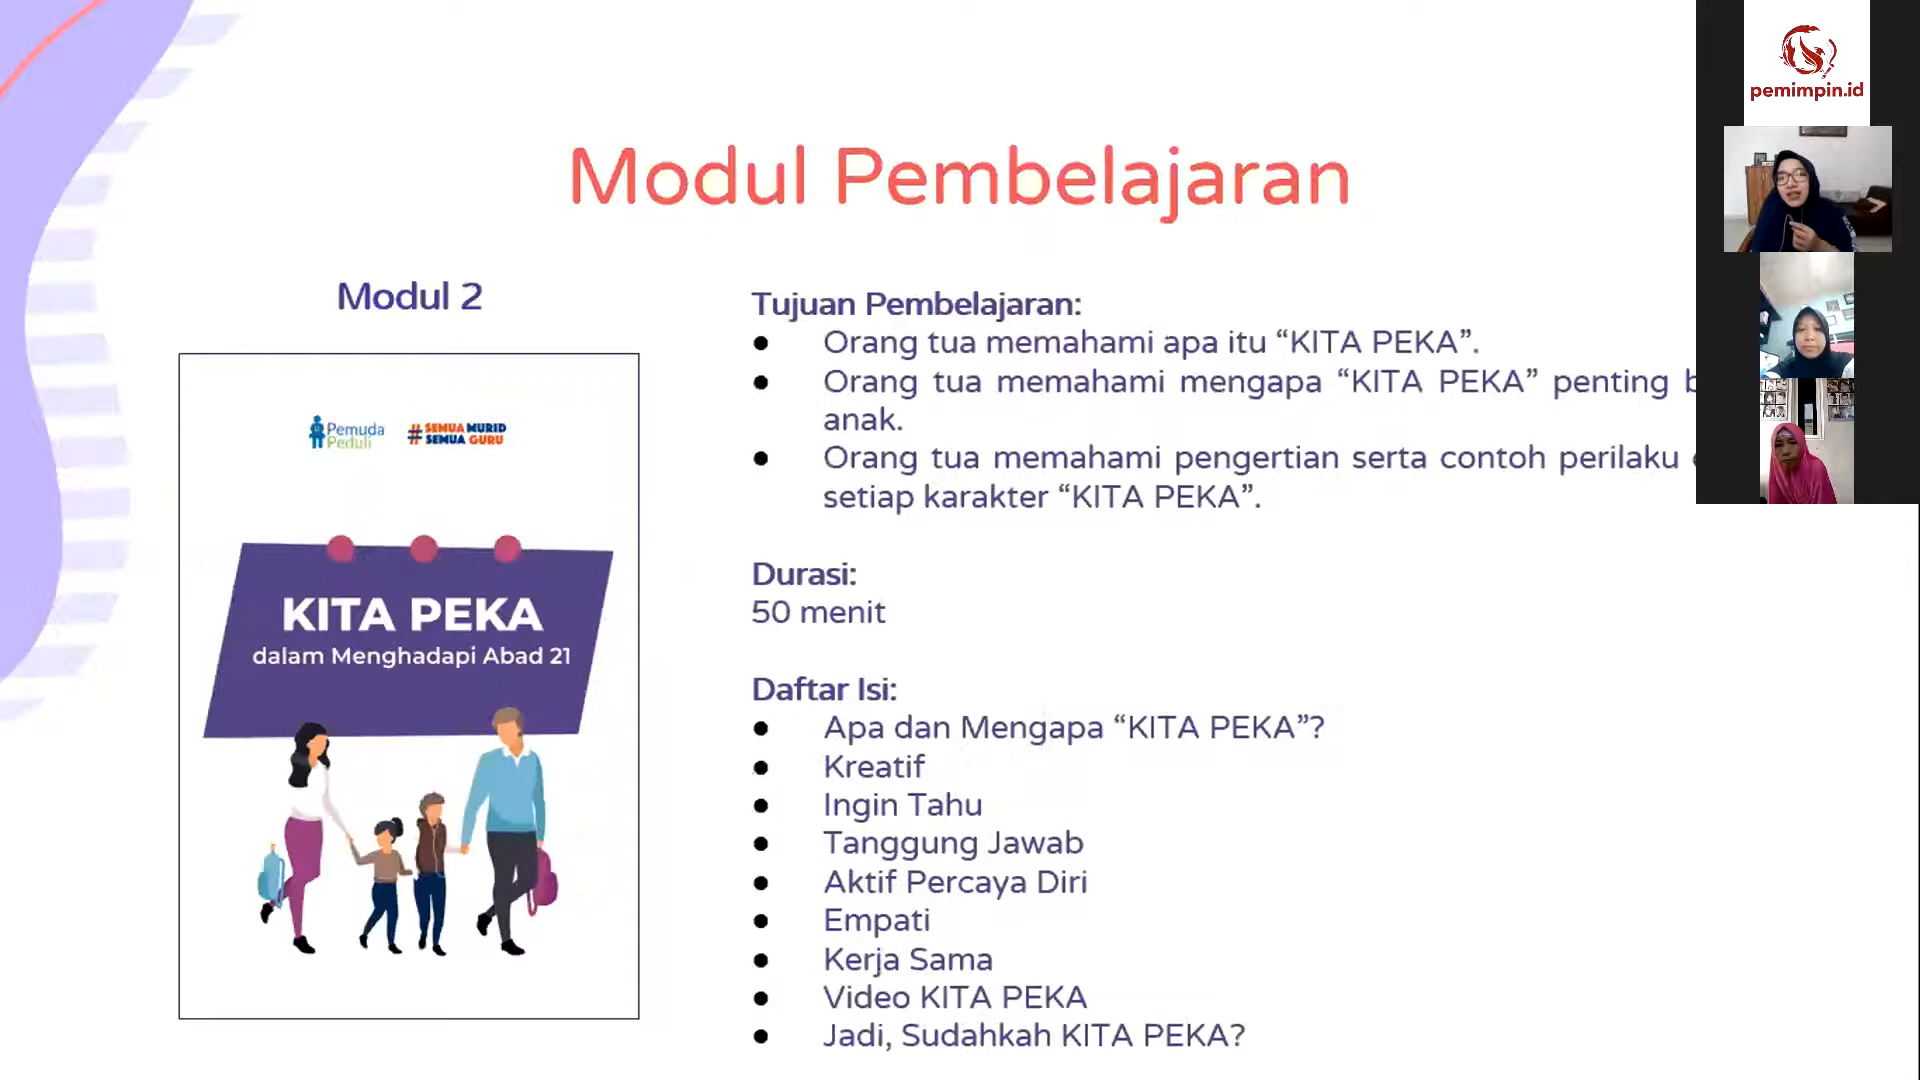 pemimpin.id
Modul Pembelajaran
Modul 2
Pemuda
Peduli
# SEMUA MURID
SEMUA GURU
KITA PEKA
dalam Menghadapi Abad 21
Tujuan Pembelajaran:
● Orang tua memahami apa itu “KITA PEKA”.
● Orang tua memahami mengapa “KITA PEKA” penting
anak.
● Orang tua memahami pengertian serta contoh perilaku
setiap karakter “KITA PEKA”.
Durasi:
50 menit
Daftar Isi:
● Apa dan Mengapa “KITA PEKA”?
● Kreatif
● Ingin Tahu
● Tanggung Jawab
● Aktif Percaya Diri
● Empati
● Kerja Sama
● Video KITA PEKA
● Jadi, Sudahkah KITA PEKA?